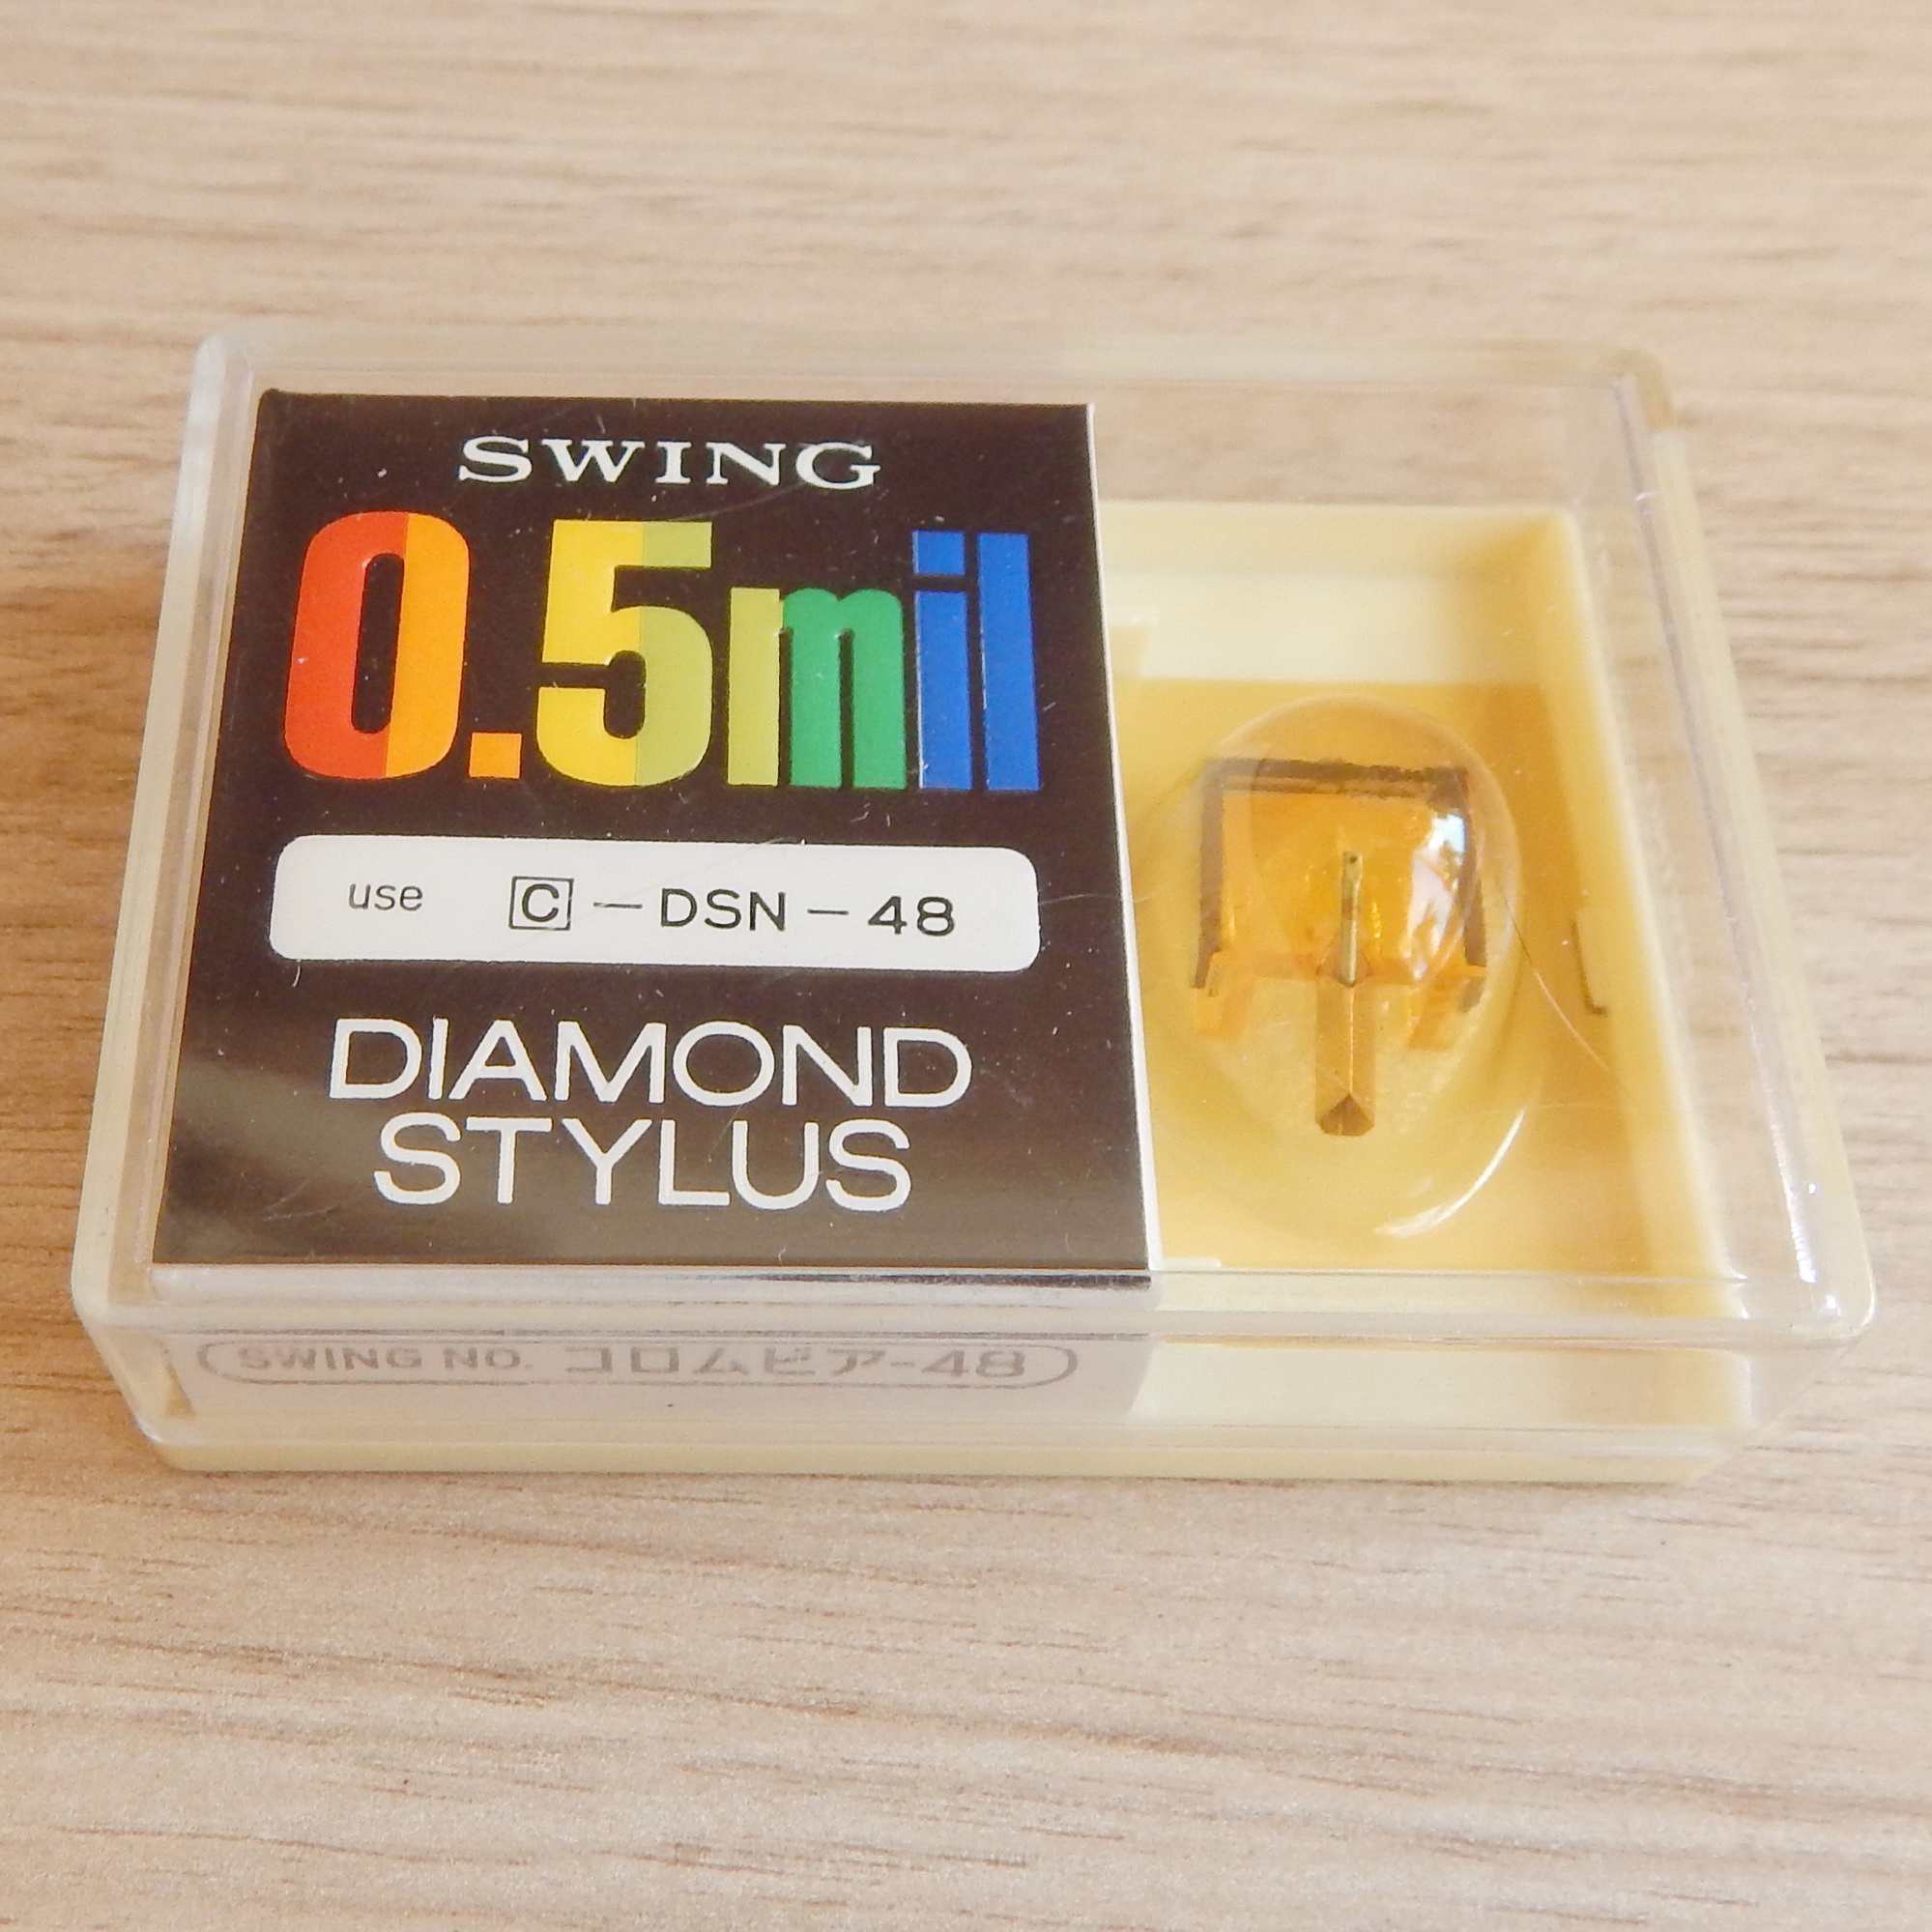 SWING
0.5mil
use C-DSN-48
DIAMOND
STYLUS
SWING NO. コロムビア-48